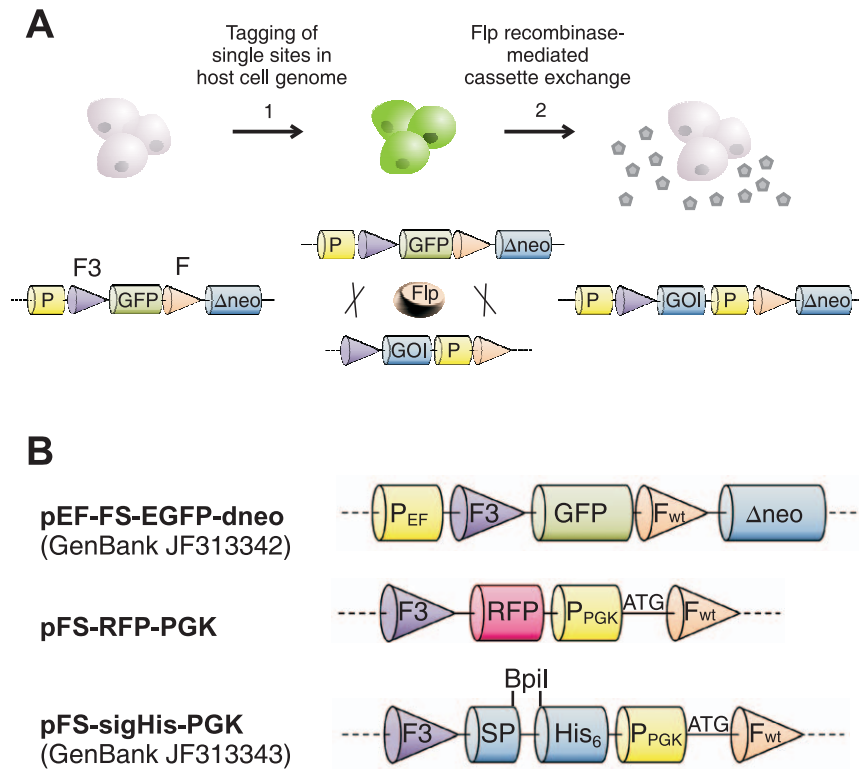 A
Tagging of
single sites in
host cell genome
1
Flp recombinase-
mediated
cassette exchange
2
P GFP Δneo
F3 F
P GFP Δneo
Flp
P GOI P Δneo
GOI P
B
pEF-FS-EGFP-dneo
(GenBank JF313342)
PEF F3 GFP Fwt Δneo
pFS-RFP-PGK
F3 RFP PPGK ATG Fwt
BpiI
pFS-sigHis-PGK
(GenBank JF313343)
F3 SP His6 PPGK ATG Fwt